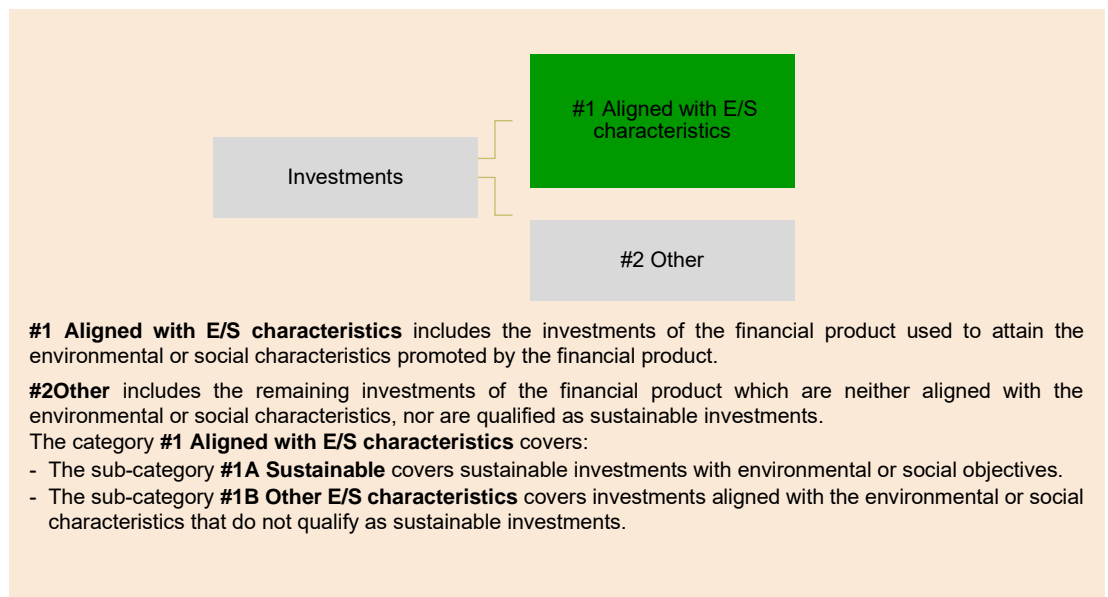 #1 Aligned with E/S
characteristics
Investments
#2 Other
#1 Aligned with E/S characteristics includes the investments of the financial product used to attain the
environmental or social characteristics promoted by the financial product.
#2Other includes the remaining investments of the financial product which are neither aligned with the
environmental or social characteristics, nor are qualified as sustainable investments.
The category #1 Aligned with E/S characteristics covers:
- The sub-category #1A Sustainable covers sustainable investments with environmental or social objectives.
- The sub-category #1B Other E/S characteristics covers investments aligned with the environmental or social
characteristics that do not qualify as sustainable investments.